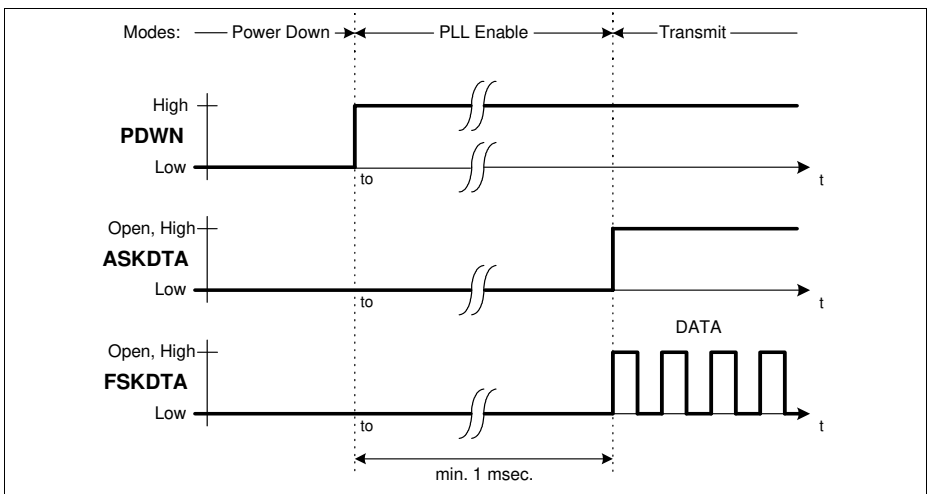 Modes: Power Down PLL Enable Transmit
High
PDWN
Low
to
t
Open, High
ASKDTA
Low
to
t
DATA
Open, High
FSKDTA
Low
to
t
min. 1 msec.